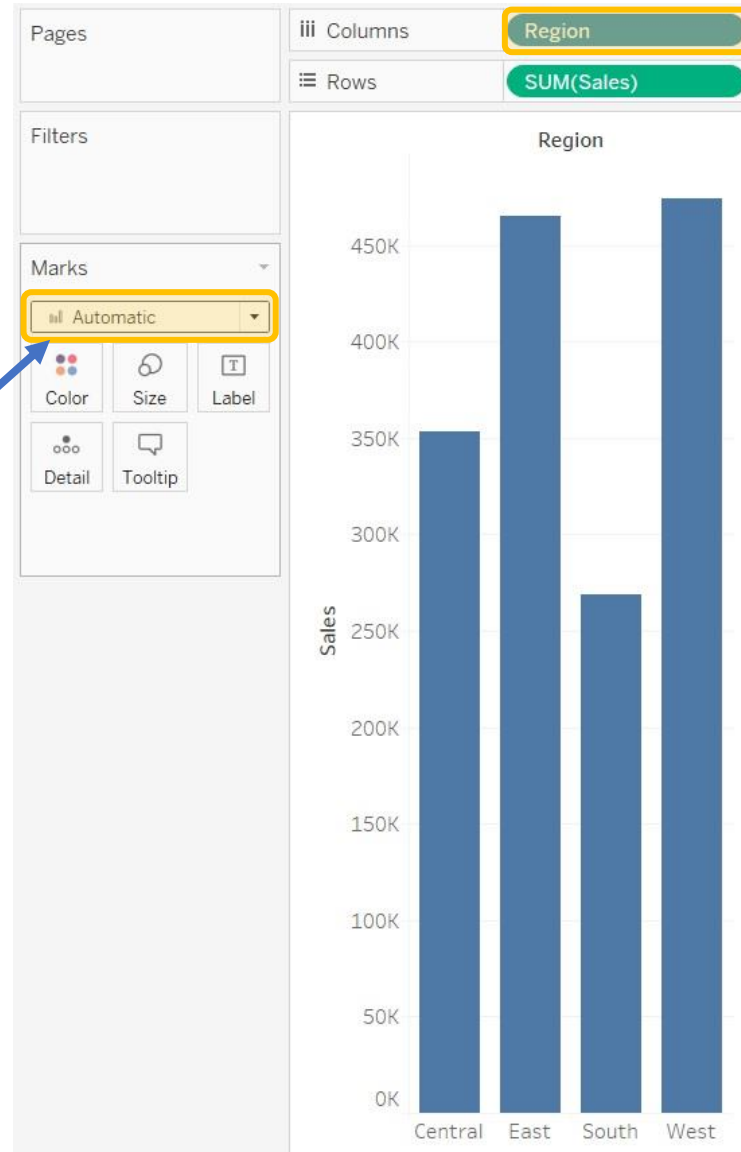 Pages
iii Columns
Region
Rows
SUM(Sales)
Filters
Region
Marks
Automatic
Color
Size
T
Label
Detail
Tooltip
Sales
450K
400K
350K
300K
250K
200K
150K
100K
50K
0K
Central East South West